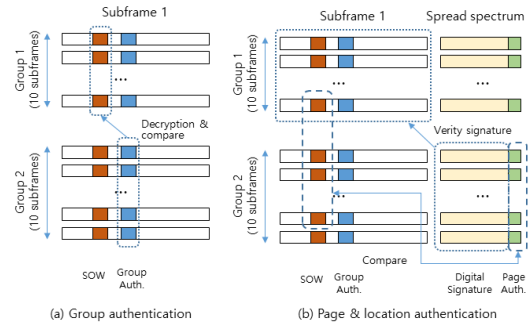 Subframe 1
Group 1
(10 subframes)
...
Decryption &
compare
Group 2
(10 subframes)
...
SOW
Group
Auth.
(a) Group authentication
Subframe 1
Spread spectrum
Group 1
(10 subframes)
...
...
Verity signature
Group 2
(10 subframes)
...
...
Compare
SOW
Group
Auth.
Digital
Signature
Page
Auth.
(b) Page & location authentication